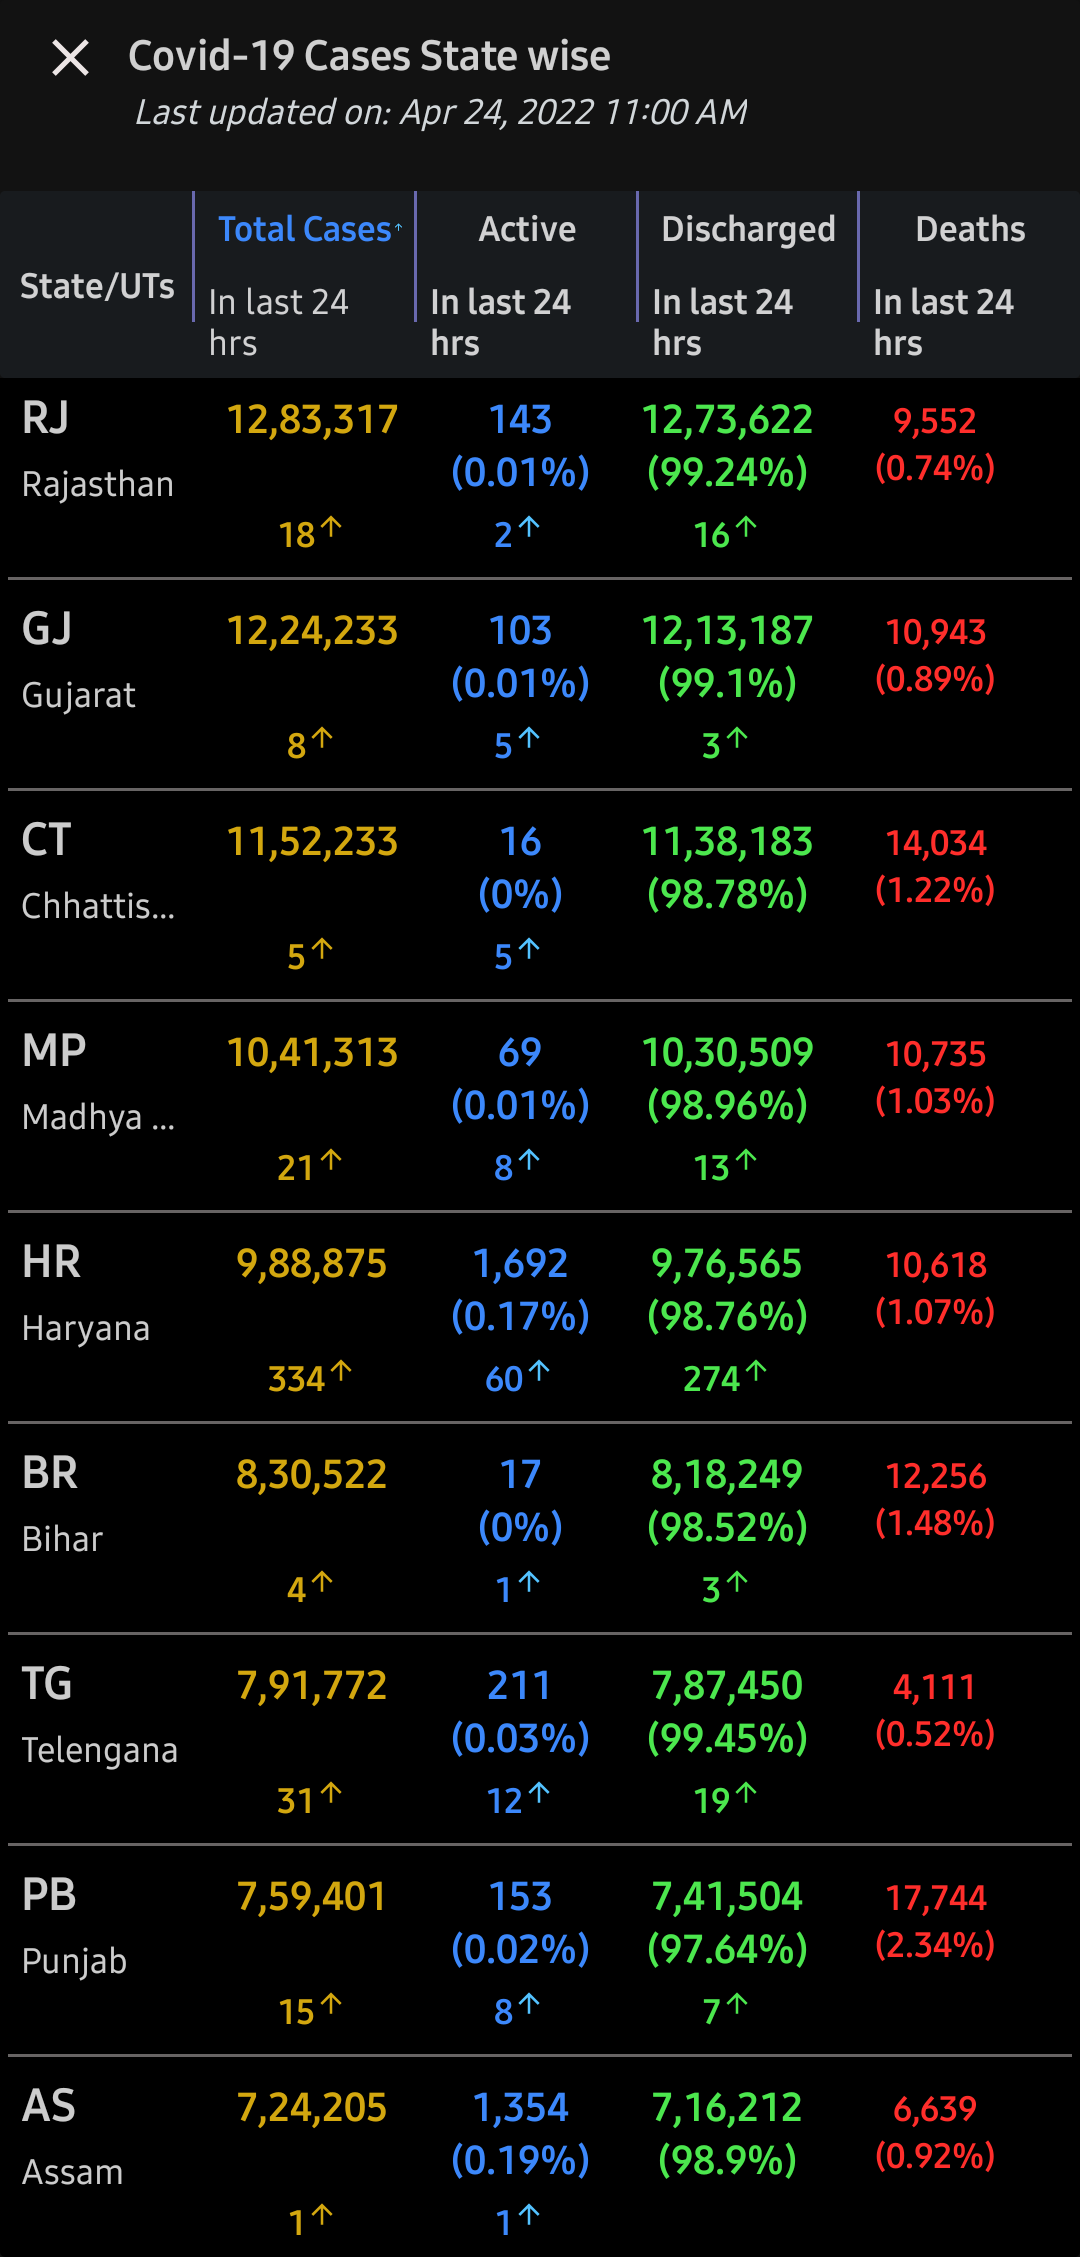 Covid-19 Cases State wise
Last updated on: Apr 24, 2022 11:00 AM
State/UTs
Total Cases↑ Active Discharged Deaths
In last 24 hrs In last 24 hrs In last 24 hrs In last 24 hrs
RJ 12,83,317 143 12,73,622 9,552
Rajasthan (0.01%) (99.24%) (0.74%)
18↑ 2↑ 16↑
GJ 12,24,233 103 12,13,187 10,943
Gujarat (0.01%) (99.1%) (0.89%)
8↑ 5↑ 3↑
CT 11,52,233 16 11,38,183 14,034
Chhattis... (0%) (98.78%) (1.22%)
5↑ 5↑
MP 10,41,313 69 10,30,509 10,735
Madhya ... (0.01%) (98.96%) (1.03%)
21↑ 8↑ 13↑
HR 9,88,875 1,692 9,76,565 10,618
Haryana (0.17%) (98.76%) (1.07%)
334↑ 60↑ 274↑
BR 8,30,522 17 8,18,249 12,256
Bihar (0%) (98.52%) (1.48%)
4↑ 1↑ 3↑
TG 7,91,772 211 7,87,450 4,111
Telengana (0.03%) (99.45%) (0.52%)
31↑ 12↑ 19↑
PB 7,59,401 153 7,41,504 17,744
Punjab (0.02%) (97.64%) (2.34%)
15↑ 8↑ 7↑
AS 7,24,205 1,354 7,16,212 6,639
Assam (0.19%) (98.9%) (0.92%)
1↑ 1↑